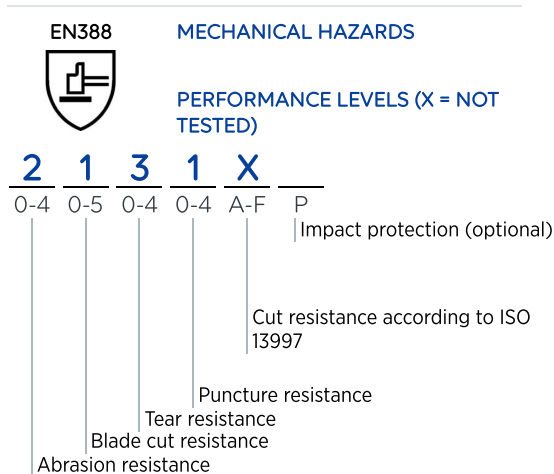 EN388
MECHANICAL HAZARDS
PERFORMANCE LEVELS (X = NOT
TESTED)
2 1 3 1 X
0-4 0-5 0-4 0-4 A-F P
Impact protection (optional)
Cut resistance according to ISO
13997
Puncture resistance
Tear resistance
Blade cut resistance
Abrasion resistance